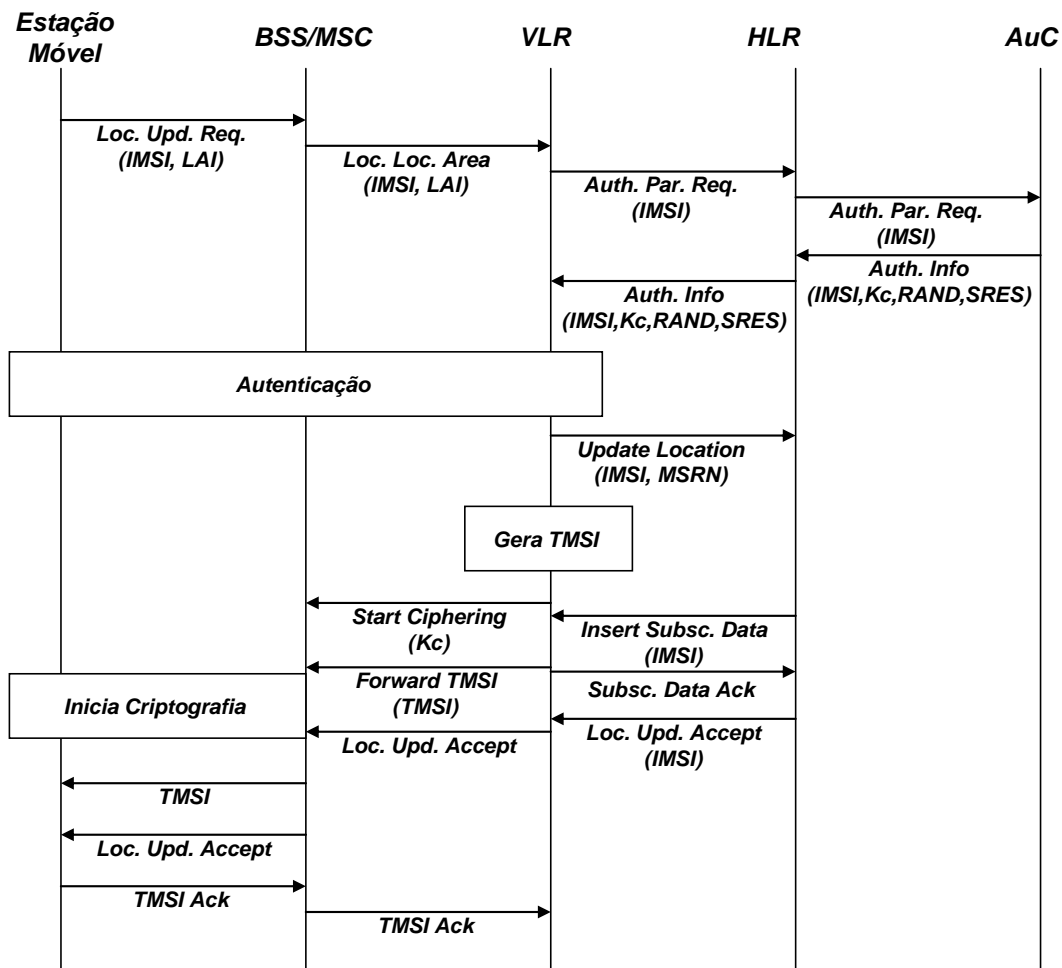 Estação
Móvel
BSS/MSC
VLR
HLR
AuC
Loc. Upd. Req.
(IMSI, LAI)
Loc. Loc. Area
(IMSI, LAI)
Auth. Par. Req.
(IMSI)
Auth. Par. Req.
(IMSI)
Auth. Info
(IMSI,Kc,RAND,SRES)
Auth. Info
(IMSI,Kc,RAND,SRES)
Autenticação
Update Location
(IMSI, MSRN)
Gera TMSI
Start Ciphering
(Kc)
Insert Subsc. Data
(IMSI)
Forward TMSI
(TMSI)
Subsc. Data Ack
Inicia Criptografia
Loc. Upd. Accept
Loc. Upd. Accept
(IMSI)
TMSI
Loc. Upd. Accept
TMSI Ack
TMSI Ack